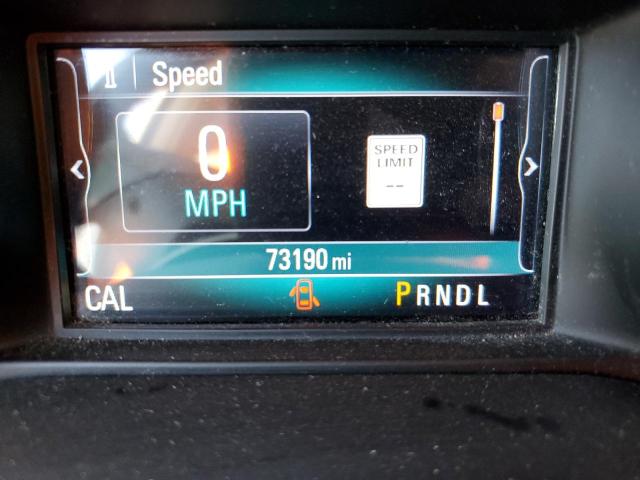 i Speed
0
MPH
SPEED
LIMIT
--
73190 mi
CAL
PRNDL